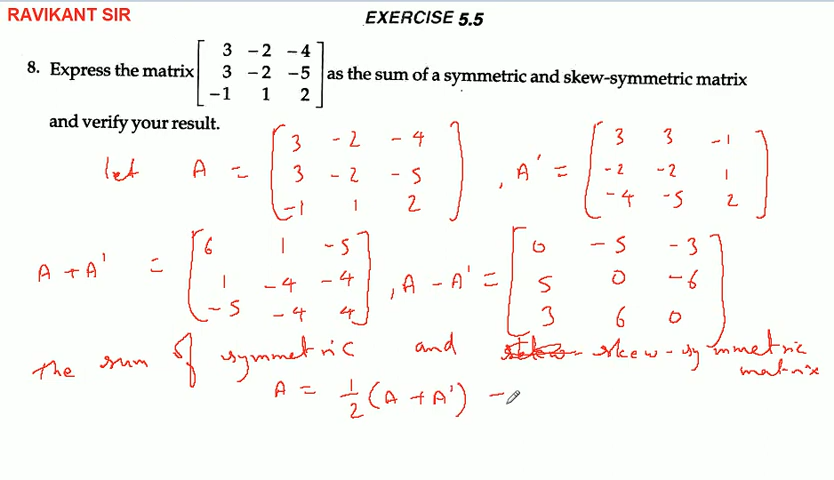 RAVIKANT SIR
EXERCISE 5.5
8. Express the matrix [ 3 −2 −4
3 −2 −5
−1 1 2 ] as the sum of a symmetric and skew-symmetric matrix
and verify your result.
let A = [ 3 -2 -4
3 -2 -5
-1 1 2 ] , A' = [ 3 3 -1
-2 -2 1
-4 -5 2 ]
A + A' = [ 6 1 -5
1 -4 -4
-5 -4 4 ] , A - A' = [ 0 -5 -3
5 0 -6
3 6 0 ]
The sum of symmetric and skew-symmetric
matrix
A = 1/2 (A + A') -